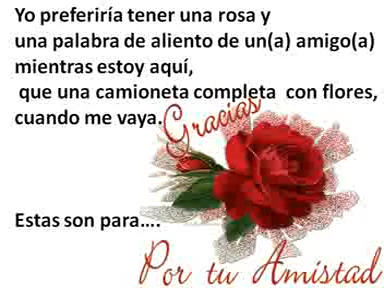 Yo preferiría tener una rosa y
una palabra de aliento de un(a) amigo(a)
mientras estoy aquí,
que una camioneta completa con flores,
cuando me vaya.
Gracias
Estas son para....
Por tu Amistad